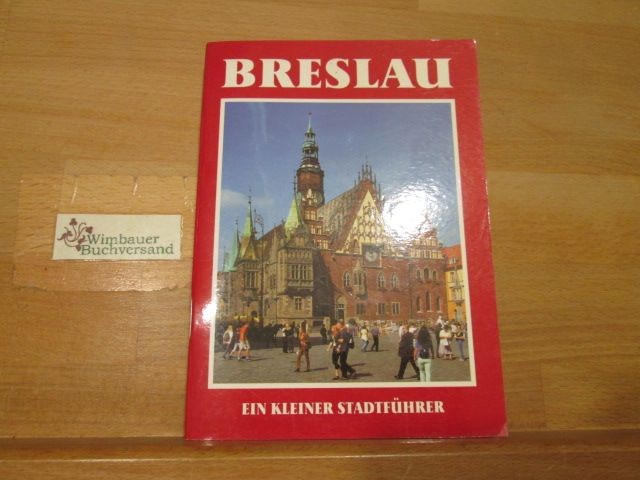 BRESLAU
Wimbauer
Buchversand
EIN KLEINER STADTFÜHRER